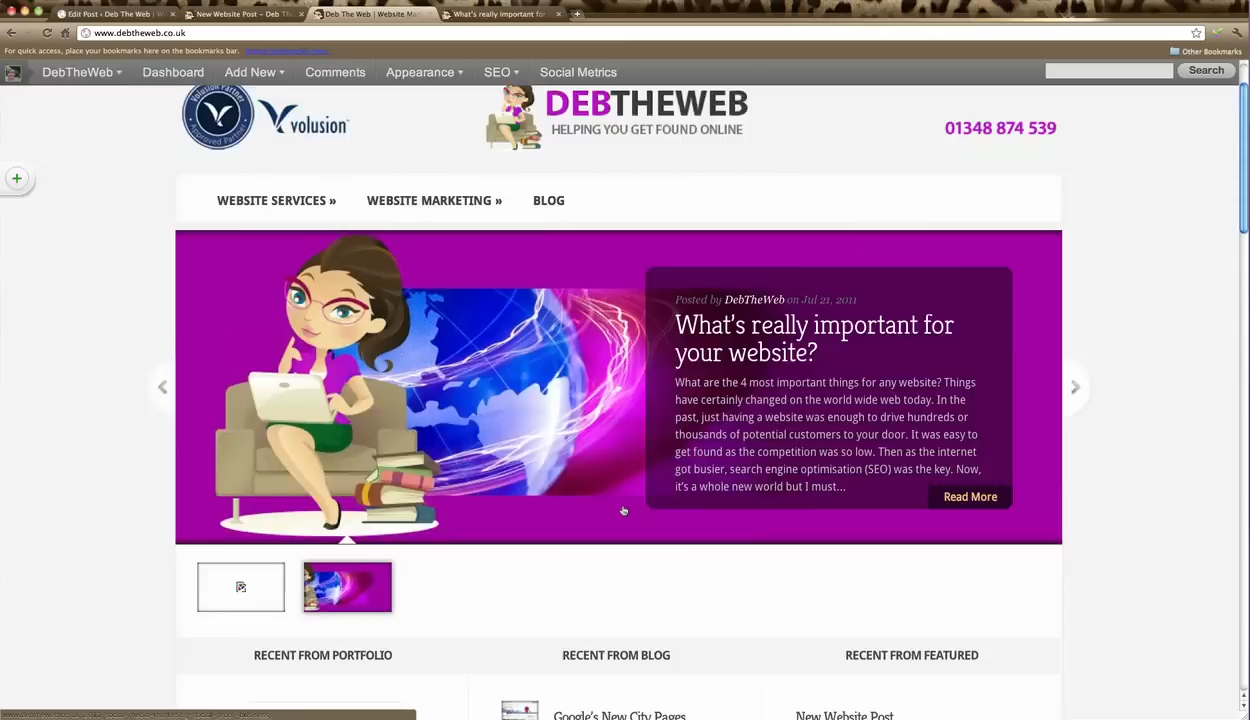 Edit Post ‹ Deb The Web | W
New Website Post – Deb Th
Deb The Web | Website Ma
What's really important for
www.debtheweb.co.uk
For quick access, place your bookmarks here on the bookmarks bar.
Other Bookmarks
DebTheWeb
Dashboard
Add New
Comments
Appearance
SEO
Social Metrics
Search
volusion
DEBTHEWEB
HELPING YOU GET FOUND ONLINE
01348 874 539
WEBSITE SERVICES »
WEBSITE MARKETING »
BLOG
Posted by DebTheWeb on Jul 21, 2011
What's really important for
your website?
What are the 4 most important things for any website? Things
have certainly changed on the world wide web today. In the
past, just having a website was enough to drive hundreds or
thousands of potential customers to your door. It was easy to
get found as the competition was so low. Then as the internet
got busier, search engine optimisation (SEO) was the key. Now,
it's a whole new world but I must...
Read More
RECENT FROM PORTFOLIO
RECENT FROM BLOG
RECENT FROM FEATURED
Google's New City Pages
New Website Post